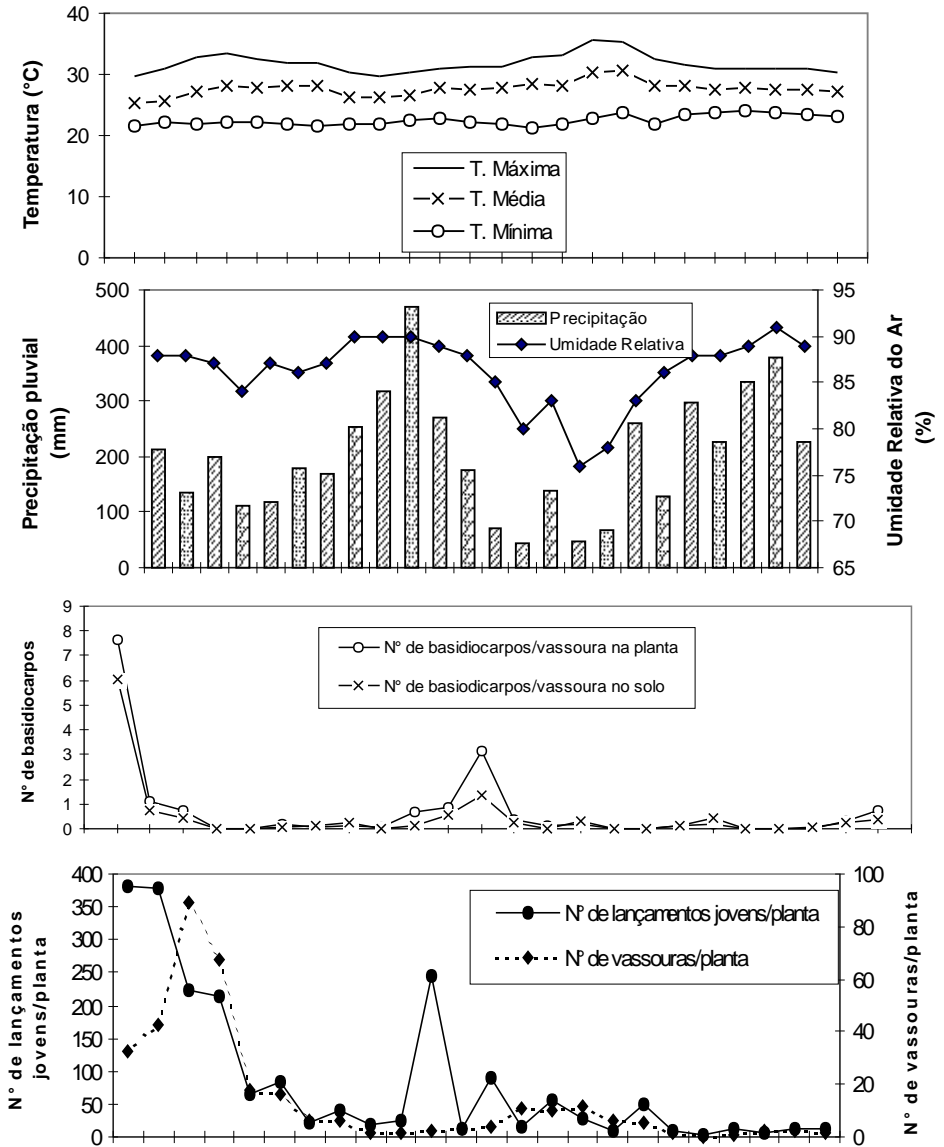 40
30
20
10
0
Temperatura (°C)
T. Máxima
T. Média
T. Mínima
500
400
300
200
100
0
Precipitação pluvial
(mm)
Precipitação
Umidade Relativa
95
90
85
80
75
70
65
Umidade Relativa do Ar
(%)
9
8
7
6
5
4
3
2
1
0
N° de basidiocarpos
N° de basidiocarpos/vassoura na planta
N° de basiodicarpos/vassoura no solo
400
350
300
250
200
150
100
50
0
N° de lançamentos
jovens/planta
N° de lançamentos jovens/planta
N° de vassouras/planta
100
80
60
40
20
0
N° de vassouras/planta